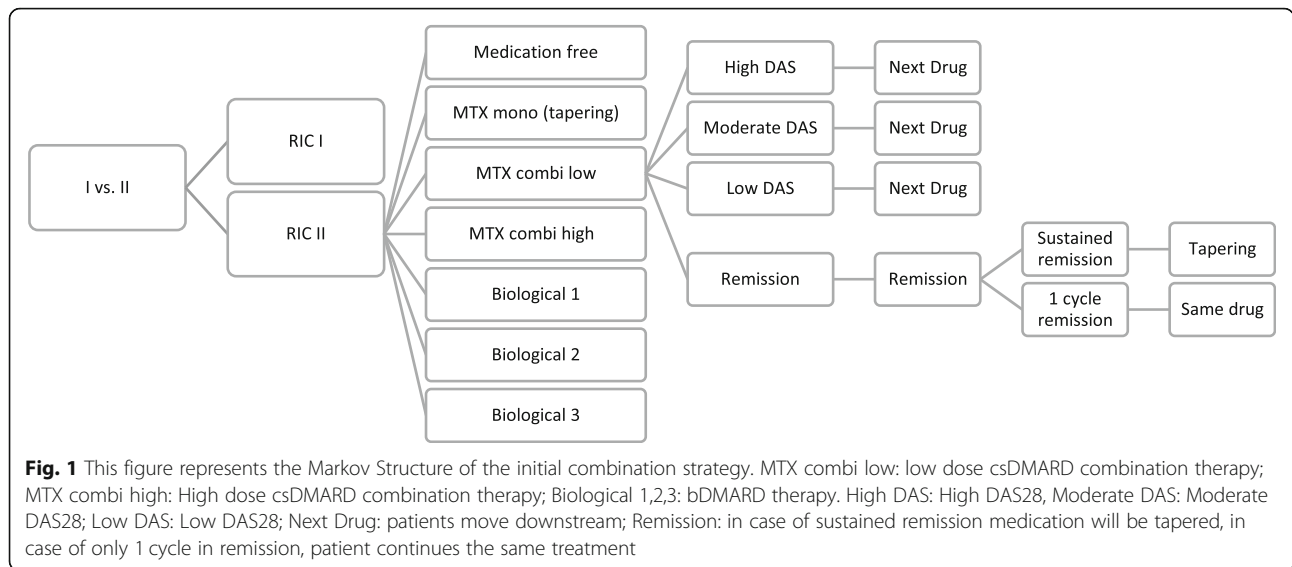 I vs. II
RIC I
RIC II
Medication free
MTX mono (tapering)
MTX combi low
MTX combi high
Biological 1
Biological 2
Biological 3
High DAS
Next Drug
Moderate DAS
Next Drug
Low DAS
Next Drug
Remission
Remission
Sustained
remission
Tapering
1 cycle
remission
Same drug
Fig. 1 This figure represents the Markov Structure of the initial combination strategy. MTX combi low: low dose csDMARD combination therapy;
MTX combi high: High dose csDMARD combination therapy; Biological 1,2,3: bDMARD therapy. High DAS: High DAS28, Moderate DAS: Moderate
DAS28; Low DAS: Low DAS28; Next Drug: patients move downstream; Remission: in case of sustained remission medication will be tapered, in
case of only 1 cycle in remission, patient continues the same treatment